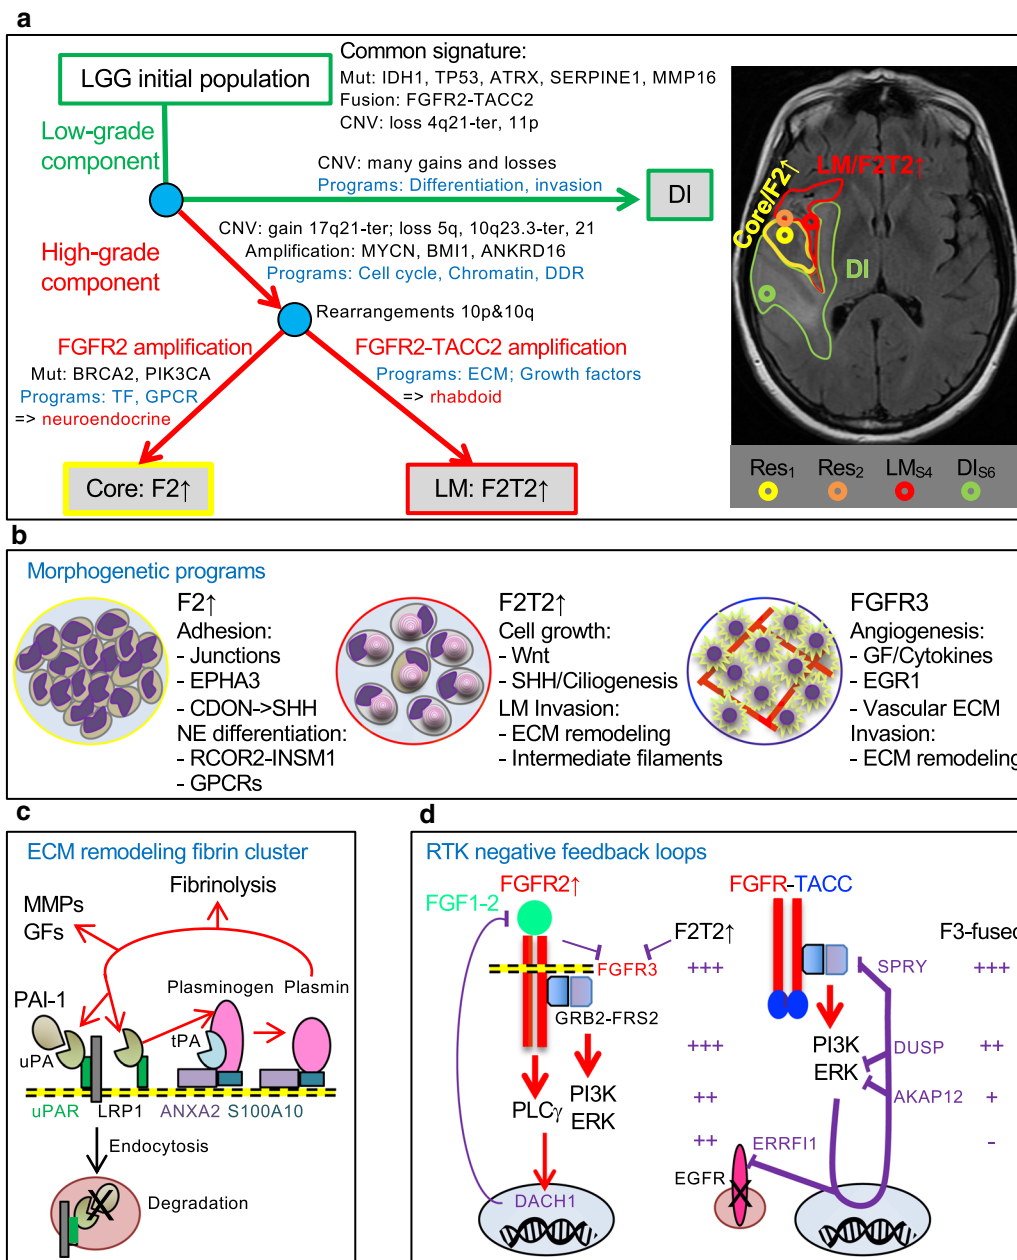 a
LGG initial population
Common signature:
Mut: IDH1, TP53, ATRX, SERPINE1, MMP16
Fusion: FGFR2-TACC2
CNV: loss 4q21-ter, 11p
Low-grade
component
CNV: many gains and losses
Programs: Differentiation, invasion
DI
High-grade
component
CNV: gain 17q21-ter; loss 5q, 10q23.3-ter, 21
Amplification: MYCN, BMI1, ANKRD16
Programs: Cell cycle, Chromatin, DDR
Rearrangements 10p&10q
FGFR2 amplification
Mut: BRCA2, PIK3CA
Programs: TF, GPCR
=> neuroendocrine
FGFR2-TACC2 amplification
Programs: ECM; Growth factors
=> rhabdoid
Core: F2↑
LM: F2T2↑
LM/F2T2↑
Core/F2↑
DI
Res1 Res2 LMS4 DIS6
b
Morphogenetic programs
F2↑
Adhesion:
- Junctions
- EPHA3
- CDON->SHH
NE differentiation:
- RCOR2-INSM1
- GPCRs
F2T2↑
Cell growth:
- Wnt
- SHH/Ciliogenesis
LM Invasion:
- ECM remodeling
- Intermediate filaments
FGFR3
Angiogenesis:
- GF/Cytokines
- EGR1
- Vascular ECM
Invasion:
- ECM remodeling
c
ECM remodeling fibrin cluster
Fibrinolysis
MMPs
GFs
PAI-1
Plasminogen
Plasmin
uPA
tPA
uPAR
LRP1
ANXA2
S100A10
Endocytosis
X
Degradation
d
RTK negative feedback loops
FGFR2↑
FGF1-2
FGFR3
GRB2-FRS2
PLCγ
PI3K
ERK
DACH1
F2T2↑
+++
+++
++
++
FGFR-TACC
F3-fused
SPRY
+++
PI3K
ERK
DUSP
++
AKAP12
+
ERRFI1
-
EGFR
X